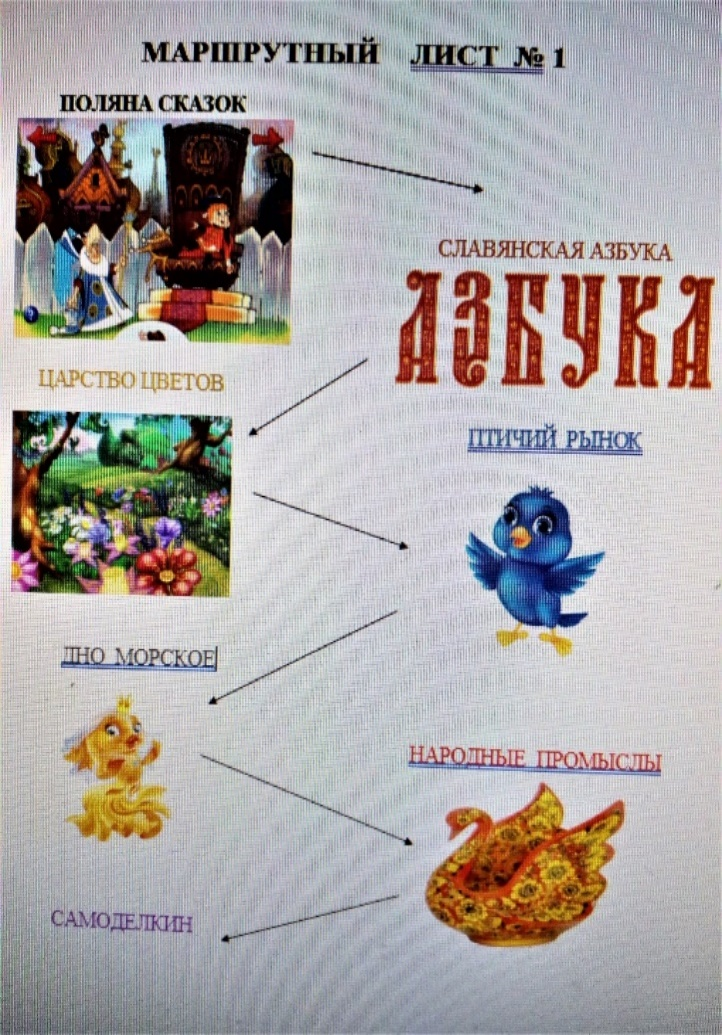 МАРШРУТНЫЙ ЛИСТ № 1
ПОЛЯНА СКАЗОК
СЛАВЯНСКАЯ АЗБУКА
АЗБУКА
ЦАРСТВО ЦВЕТОВ
ПТИЧИЙ РЫНОК
ДНО МОРСКОЕ
НАРОДНЫЕ ПРОМЫСЛЫ
САМОДЕЛКИН